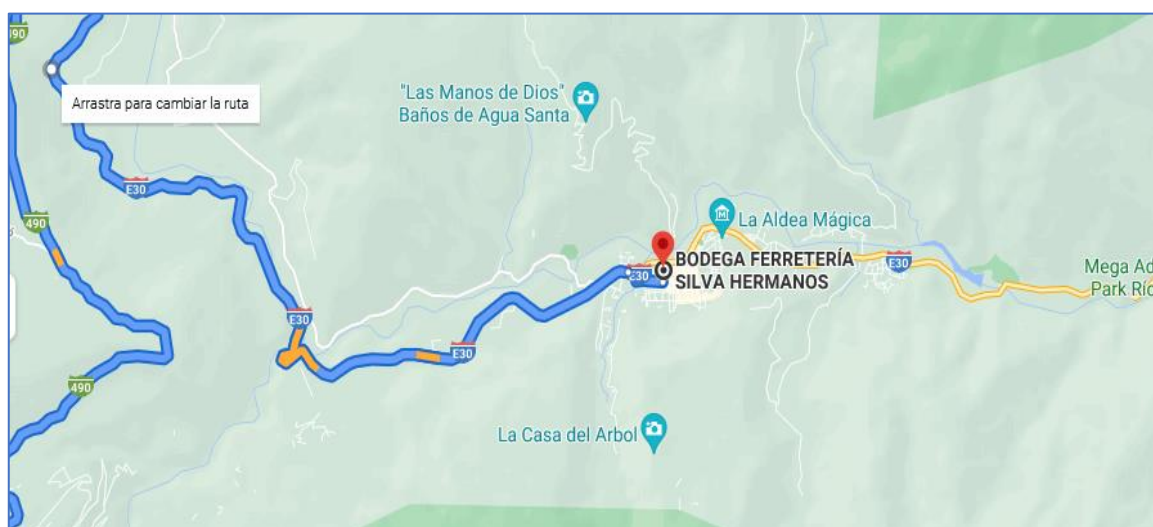 490
Arrastra para cambiar la ruta
"Las Manos de Dios"
Baños de Agua Santa
E30
490
La Aldea Mágica
BODEGA FERRETERÍA
SILVA HERMANOS
E30
E30
Mega Ad
Park Río
E30
E30
490
La Casa del Arbol